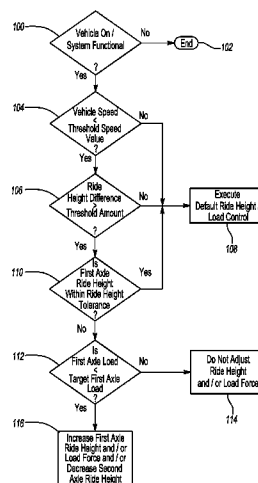 100
Vehicle On /
System Functional
?
No
End
102
Yes
104
Vehicle Speed
<
Threshold Speed
Value
?
No
Yes
106
Ride
Height Difference
>
Threshold Amount
?
No
Execute
Default Ride Height /
Load Control
108
Yes
110
Is
First Axle
Ride Height
Within Ride Height
Tolerance
?
Yes
No
112
Is
First Axle Load
<
Target First Axle
Load
?
No
Do Not Adjust
Ride Height
and / or Load Force
114
Yes
116
Increase First Axle
Ride Height and / or
Load Force and / or
Decrease Second
Axle Ride Height